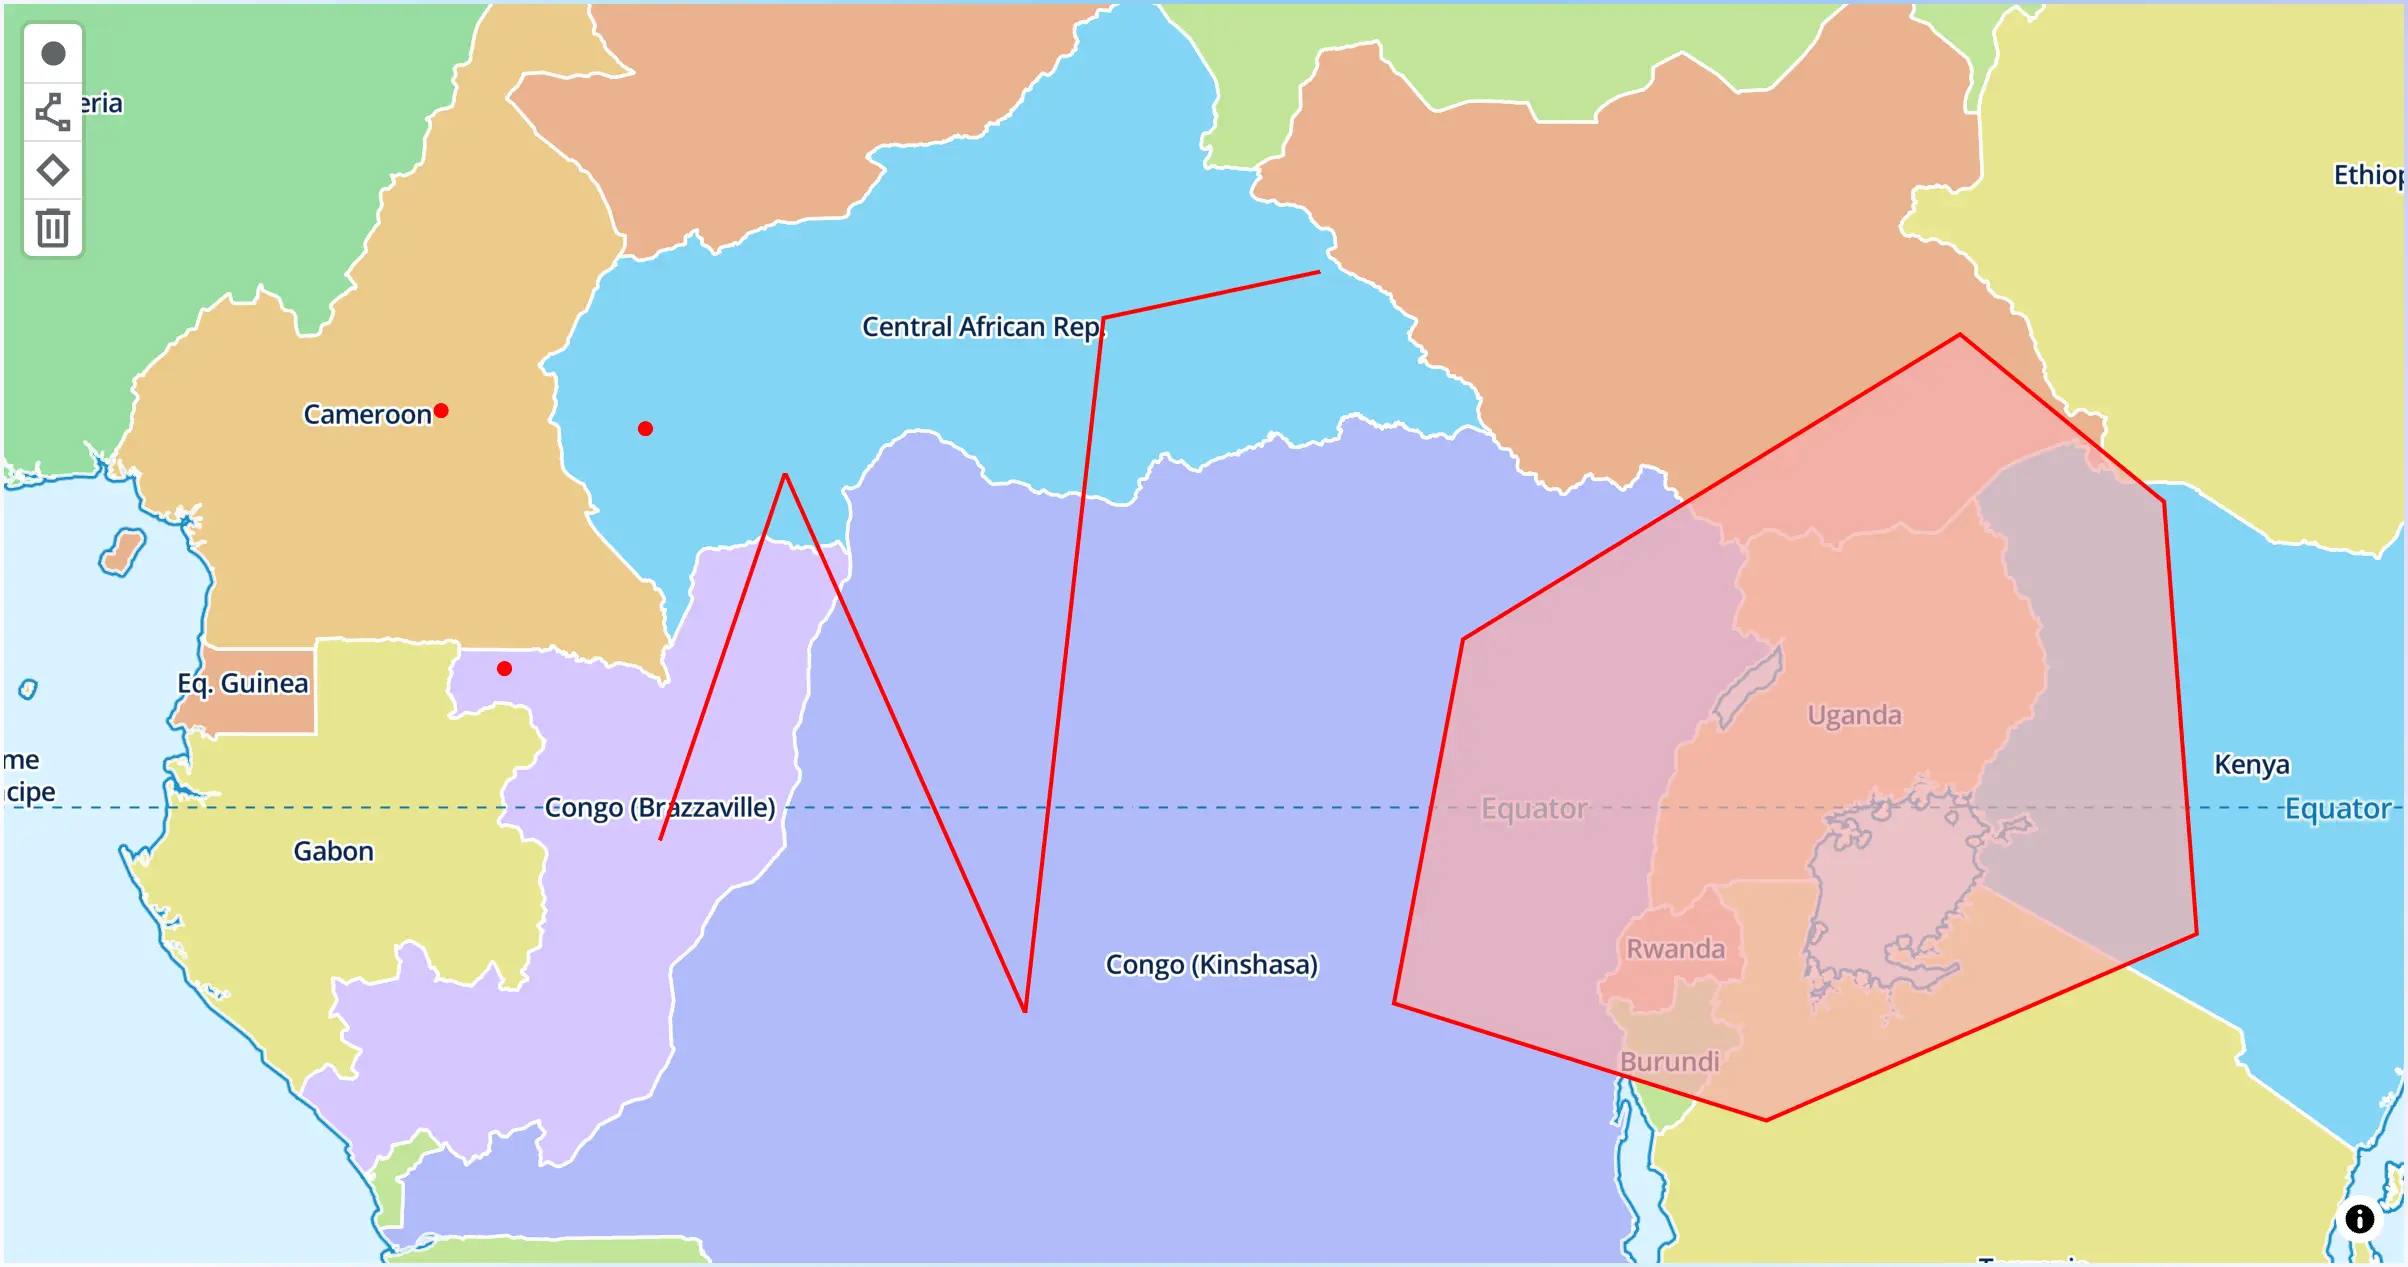 eria
Ethiop
Central African Rep.
Cameroon
Eq. Guinea
Uganda
me
cipe
Kenya
Congo (Brazzaville)
Equator
Equator
Gabon
Rwanda
Congo (Kinshasa)
Burundi